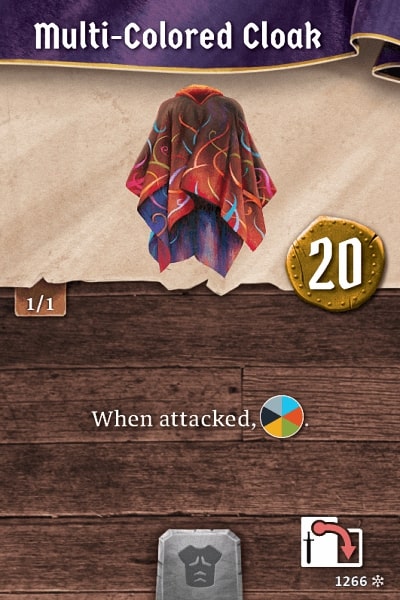 Multi-Colored Cloak
20
1/1
When attacked, .
1266